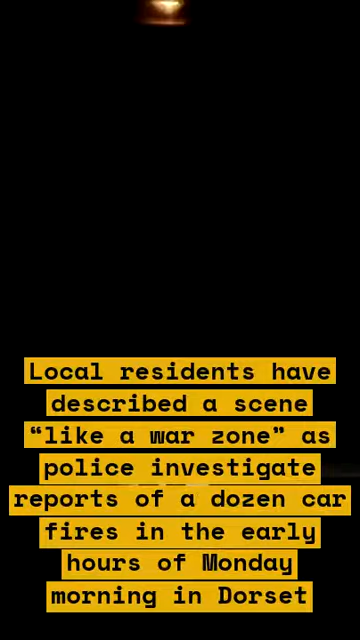 Local residents have
described a scene
“like a war zone” as
police investigate
reports of a dozen car
fires in the early
hours of Monday
morning in Dorset